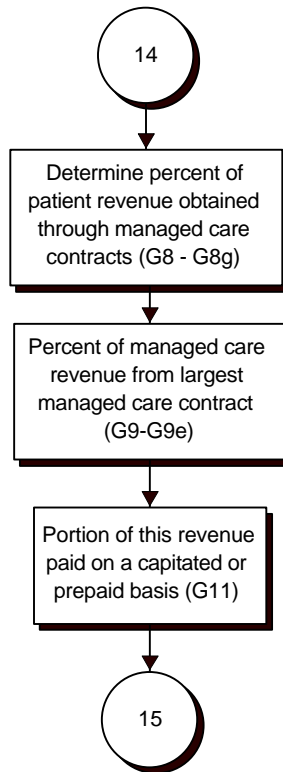 14
Determine percent of
patient revenue obtained
through managed care
contracts (G8 - G8g)
Percent of managed care
revenue from largest
managed care contract
(G9-G9e)
Portion of this revenue
paid on a capitated or
prepaid basis (G11)
15